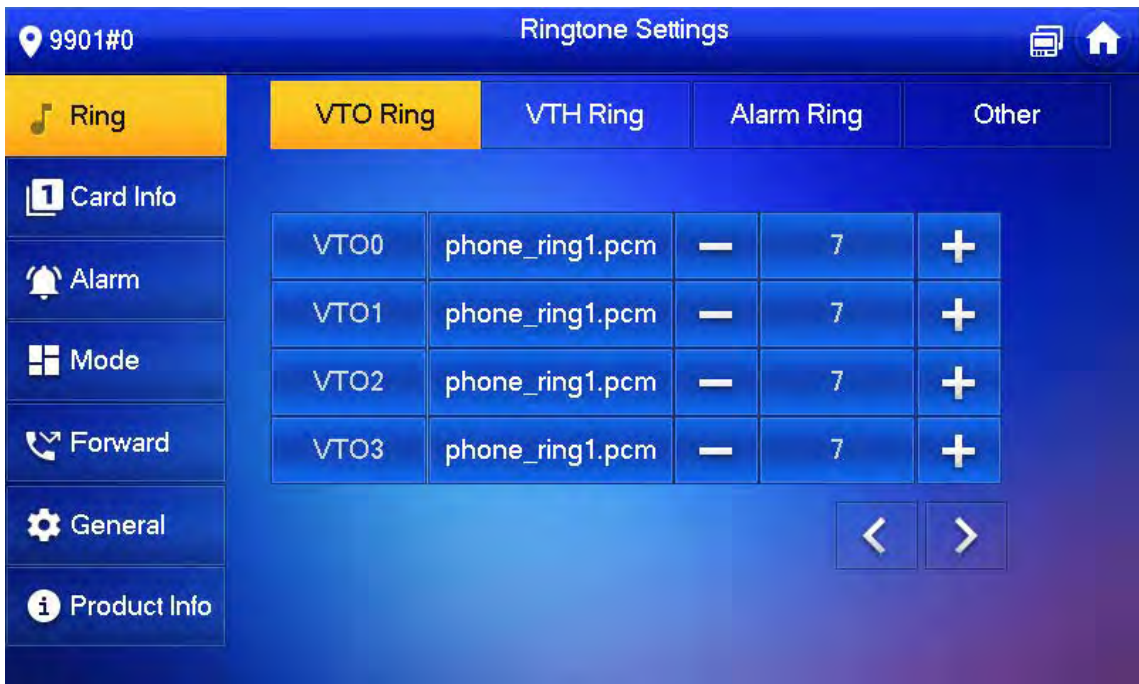 9901#0
Ringtone Settings
Ring
VTO Ring
VTH Ring
Alarm Ring
Other
1 Card Info
Alarm
Mode
Forward
General
i Product Info
VTO0 phone_ring1.pcm − 7 +
VTO1 phone_ring1.pcm − 7 +
VTO2 phone_ring1.pcm − 7 +
VTO3 phone_ring1.pcm − 7 +
< >